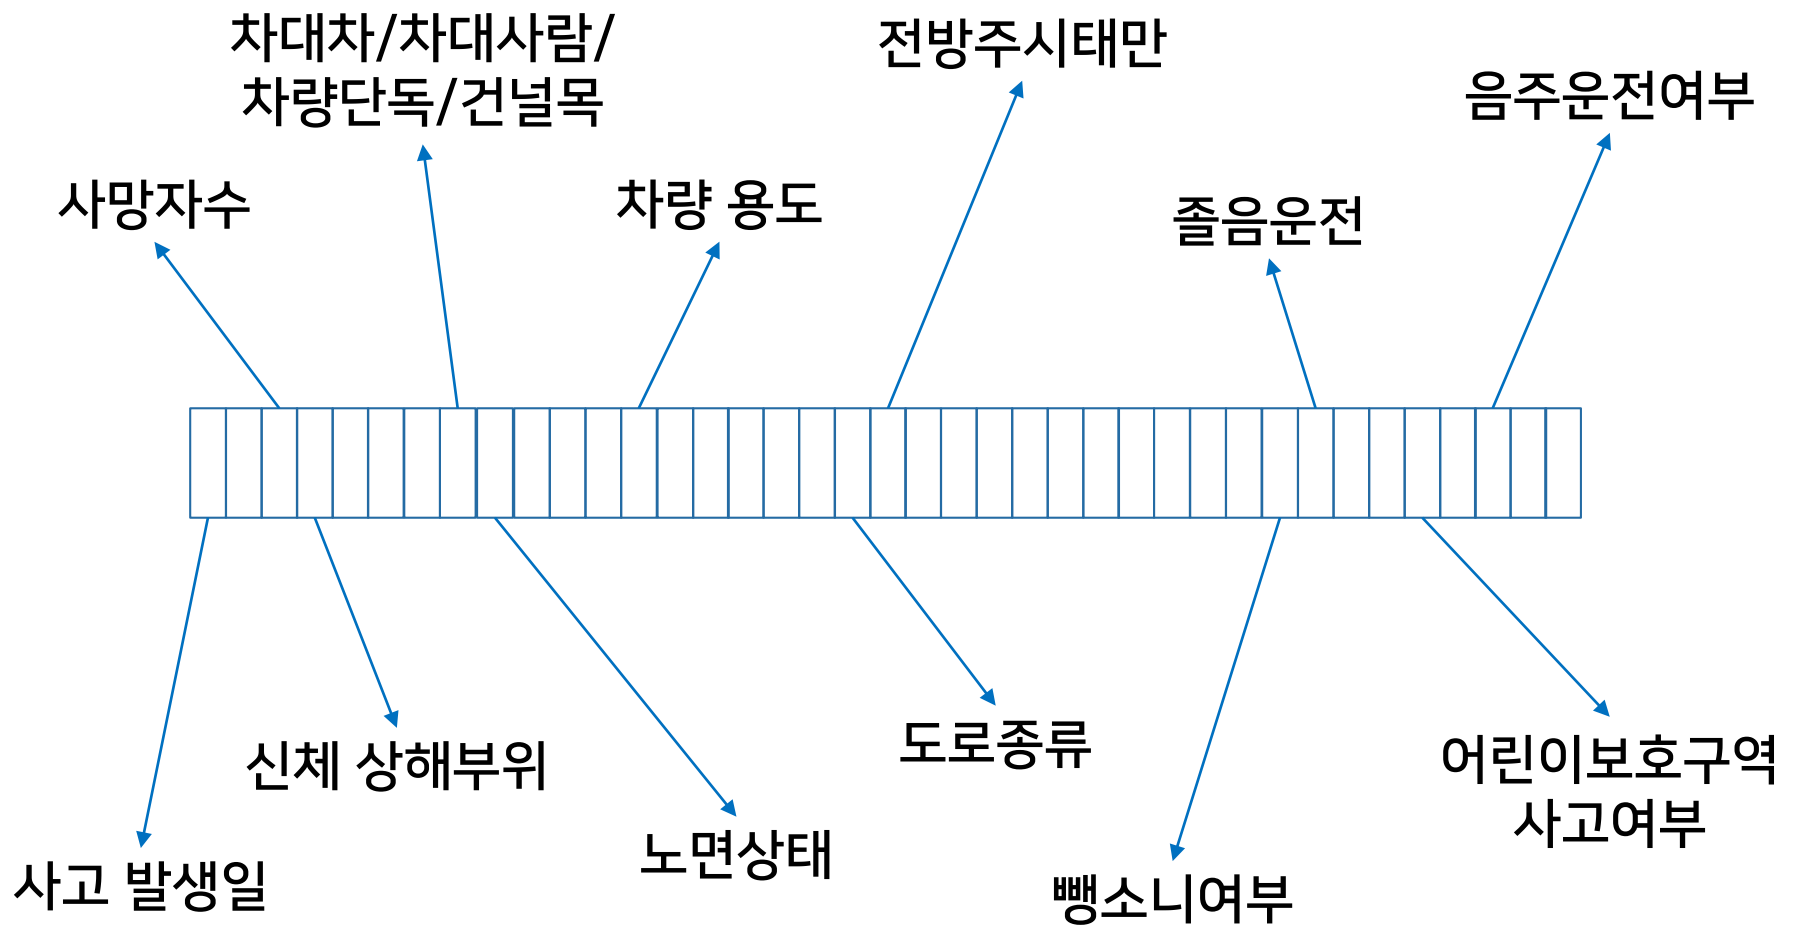 차대차/차대사람/
차량단독/건널목
전방주시태만
음주운전여부
사망자수
차량 용도
졸음운전
신체 상해부위
도로종류
어린이보호구역
사고여부
노면상태
사고 발생일
뺑소니여부